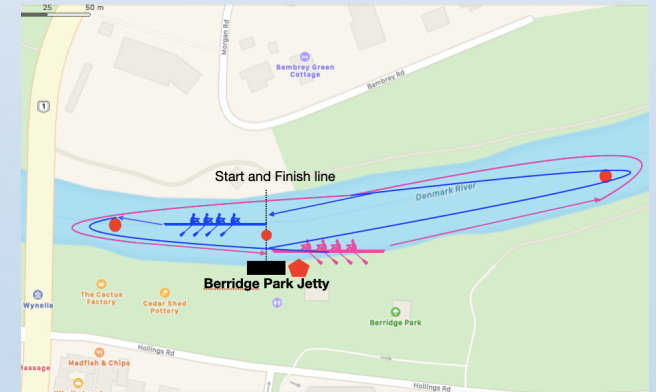 25 50 m
Morgan Rd
Bambrey Green
Cottage
Bambrey Rd
1
Start and Finish line
Denmark River
Berridge Park Jetty
The Cactus
Factory
Cedar Shed
Pottery
Wynella
Berridge Park
Hollings Rd
Madfish & Chips
Hollings Rd